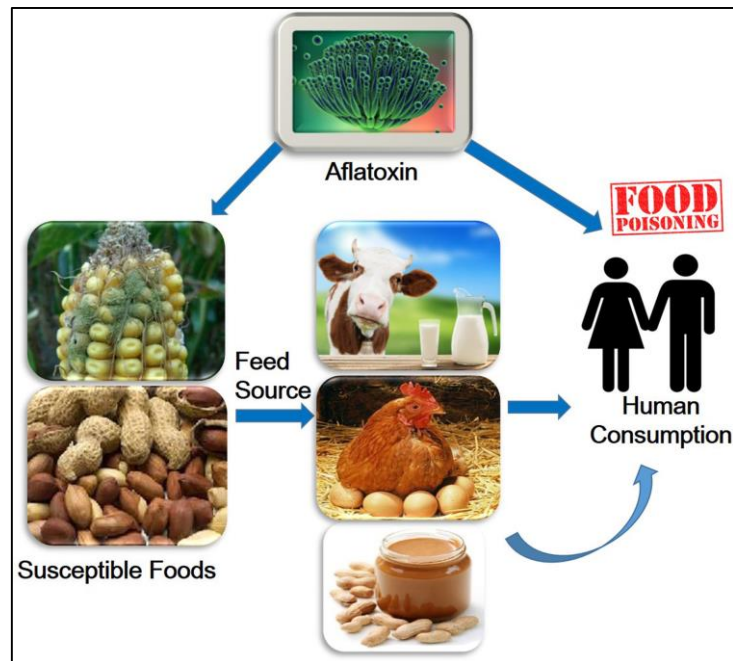 Aflatoxin
FOOD
POISONING
Feed
Source
Human
Consumption
Susceptible Foods